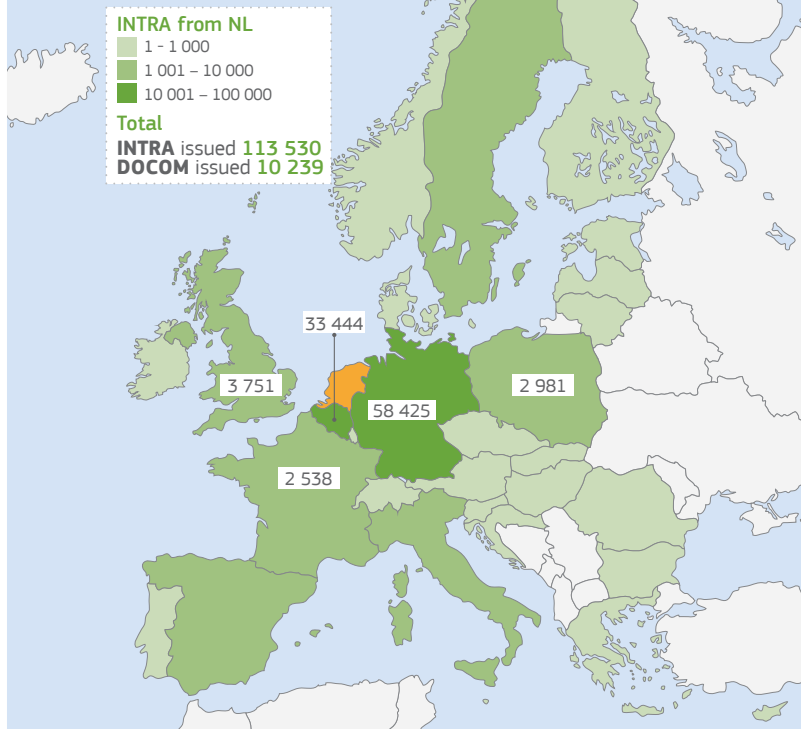 INTRA from NL
1 - 1 000
1 001 – 10 000
10 001 – 100 000
Total
INTRA issued 113 530
DOCOM issued 10 239
33 444
3 751
2 981
58 425
2 538